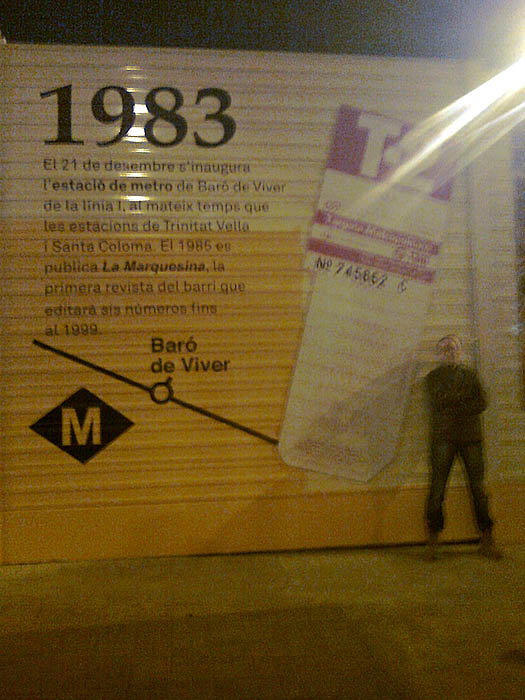 1983
El 21 de desembre s'inaugura
l'estació de metro de Baró de Viver
de la línia I, al mateix temps que
les estacions de Trinitat Vella
i Santa Coloma. El 1985 es
publica La Marquesina, la
primera revista del barri que
editarà sis números fins
al 1999.
Baró
de Viver
M
T-2
Nº 745662